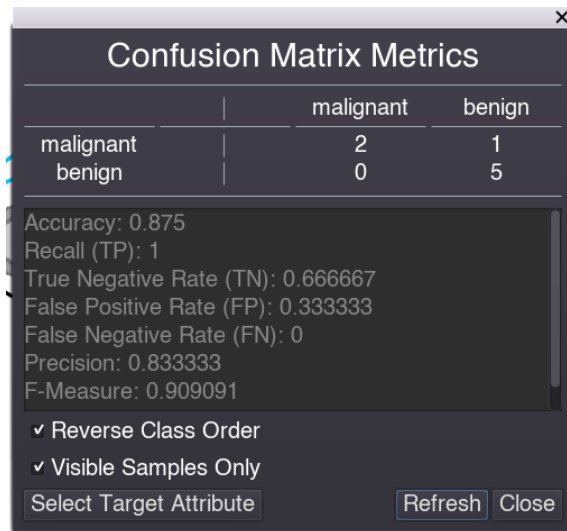 Confusion Matrix Metrics
| malignant benign
malignant | 2 1
benign | 0 5
Accuracy: 0.875
Recall (TP): 1
True Negative Rate (TN): 0.666667
False Positive Rate (FP): 0.333333
False Negative Rate (FN): 0
Precision: 0.833333
F-Measure: 0.909091
Reverse Class Order
Visible Samples Only
Select Target Attribute Refresh Close